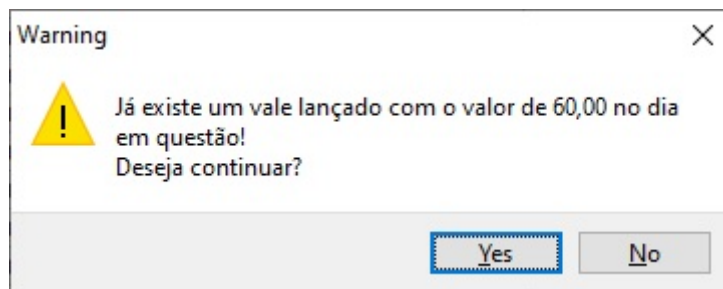 Warning
Já existe um vale lançado com o valor de 60,00 no dia
em questão!
Deseja continuar?
Yes
No